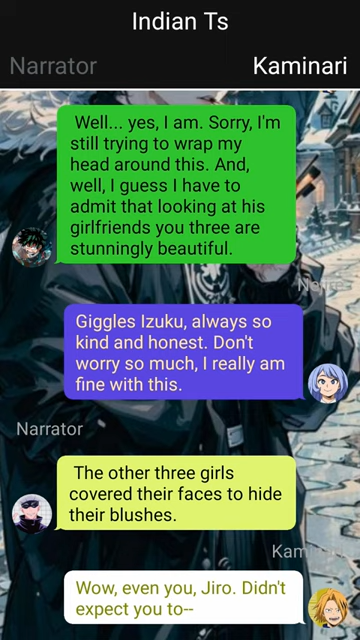 Indian Ts
Narrator
Kaminari
Well... yes, I am. Sorry, I'm
still trying to wrap my
head around this. And,
well, I guess I have to
admit that looking at his
girlfriends you three are
stunningly beautiful.
Giggles Izuku, always so
kind and honest. Don't
worry so much, I really am
fine with this.
Narrator
The other three girls
covered their faces to hide
their blushes.
Wow, even you, Jiro. Didn't
expect you to--